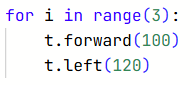 for i in range(3):
    t.forward(100)
    t.left(120)